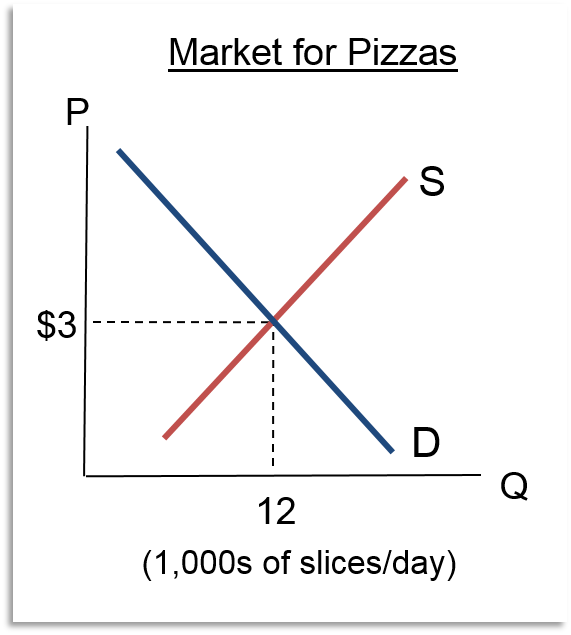 Market for Pizzas
P
S
$3
D
Q
12
(1,000s of slices/day)